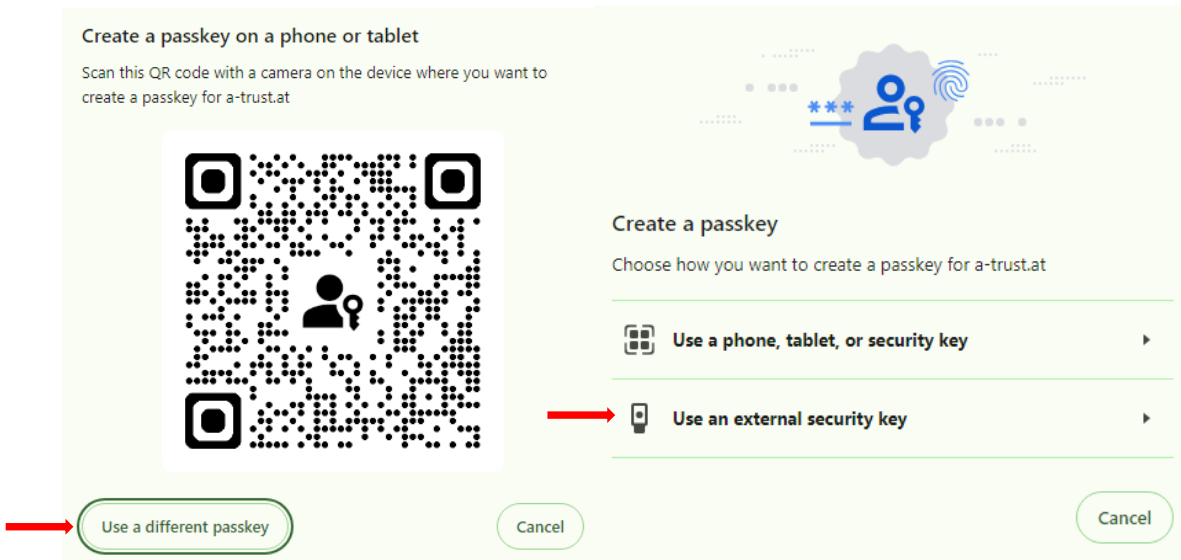 Create a passkey on a phone or tablet
Scan this QR code with a camera on the device where you want to
create a passkey for a-trust.at
Use a different passkey
Cancel
***
Create a passkey
Choose how you want to create a passkey for a-trust.at
Use a phone, tablet, or security key
Use an external security key
Cancel